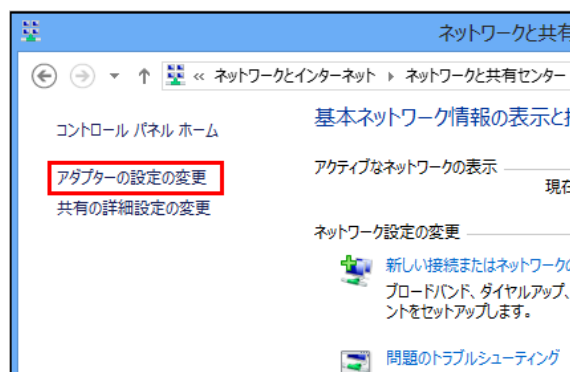 ネットワークと共有
« ネットワークとインターネット ▸ ネットワークと共有センター
コントロール パネル ホーム
アダプターの設定の変更
共有の詳細設定の変更
基本ネットワーク情報の表示と
アクティブなネットワークの表示
現在
ネットワーク設定の変更
新しい接続またはネットワークの
ブロードバンド、ダイヤルアップ、
ントをセットアップします。
問題のトラブルシューティング